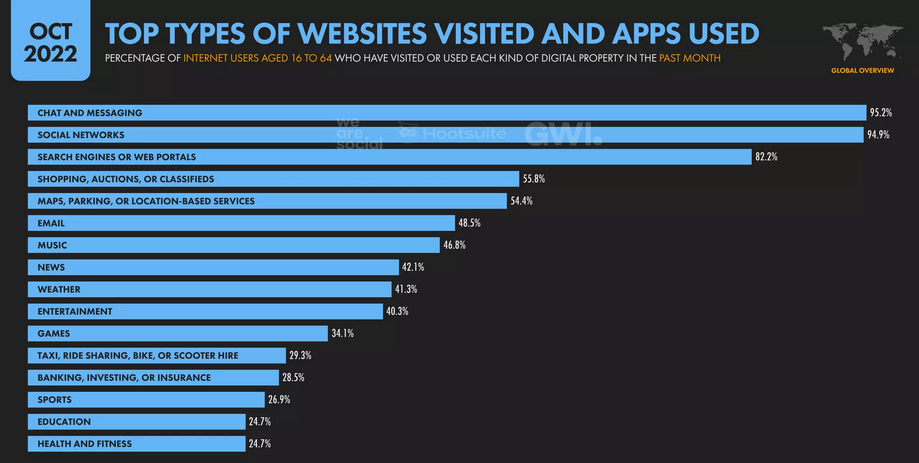 OCT
2022
TOP TYPES OF WEBSITES VISITED AND APPS USED
PERCENTAGE OF INTERNET USERS AGED 16 TO 64 WHO HAVE VISITED OR USED EACH KIND OF DIGITAL PROPERTY IN THE PAST MONTH
GLOBAL OVERVIEW
CHAT AND MESSAGING 95.2%
we
are
social
Hootsuite
GWI.
SOCIAL NETWORKS 94.9%
SEARCH ENGINES OR WEB PORTALS 82.2%
SHOPPING, AUCTIONS, OR CLASSIFIEDS 55.8%
MAPS, PARKING, OR LOCATION-BASED SERVICES 54.4%
EMAIL 48.5%
MUSIC 46.8%
NEWS 42.1%
WEATHER 41.3%
ENTERTAINMENT 40.3%
GAMES 34.1%
TAXI, RIDE SHARING, BIKE, OR SCOOTER HIRE 29.3%
BANKING, INVESTING, OR INSURANCE 28.5%
SPORTS 26.9%
EDUCATION 24.7%
HEALTH AND FITNESS 24.7%